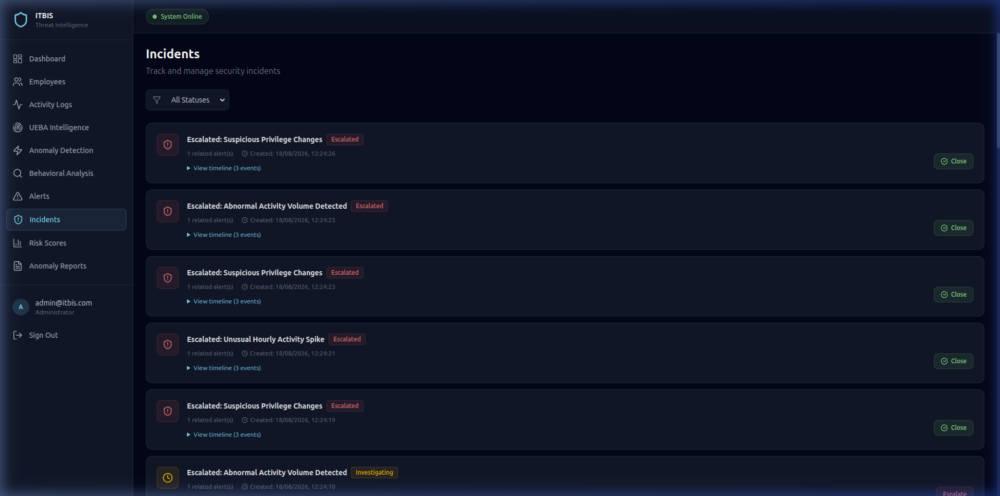 ITBIS
Threat Intelligence
Dashboard
Employees
Activity Logs
UEBA Intelligence
Anomaly Detection
Behavioral Analysis
Alerts
Incidents
Risk Scores
Anomaly Reports
A
admin@itbis.com
Administrator
Sign Out
System Online
Incidents
Track and manage security incidents
All Statuses
Escalated: Suspicious Privilege Changes Escalated
1 related alert(s) Created: 18/08/2026, 12:24:26
View timeline (3 events)
Close
Escalated: Abnormal Activity Volume Detected Escalated
1 related alert(s) Created: 18/08/2026, 12:24:25
View timeline (3 events)
Close
Escalated: Suspicious Privilege Changes Escalated
1 related alert(s) Created: 18/08/2026, 12:24:23
View timeline (3 events)
Close
Escalated: Unusual Hourly Activity Spike Escalated
1 related alert(s) Created: 18/08/2026, 12:24:21
View timeline (3 events)
Close
Escalated: Suspicious Privilege Changes Escalated
1 related alert(s) Created: 18/08/2026, 12:24:19
View timeline (3 events)
Close
Escalated: Abnormal Activity Volume Detected Investigating
1 related alert(s) Created: 18/08/2026, 12:24:10
Escalate